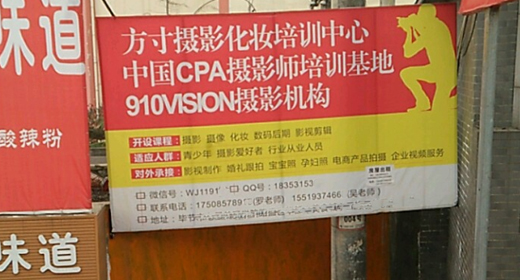 味道
酸辣粉
味道
方寸摄影化妆培训中心
中国CPA摄影师培训基地
910VISION摄影机构
开设课程: 摄影 摄像 化妆 数码后期 影视剪辑
适应人群: 青少年 摄影爱好者 行业从业人员
对外承接: 影视制作 婚礼跟拍 宝宝照 孕妇照 电商产品拍摄 企业视频服务
微信号: WJ1191 QQ号: 18353153
联系电话: 1750857891 (罗老师) 1551937466 (吴老师)
地址: 毕节